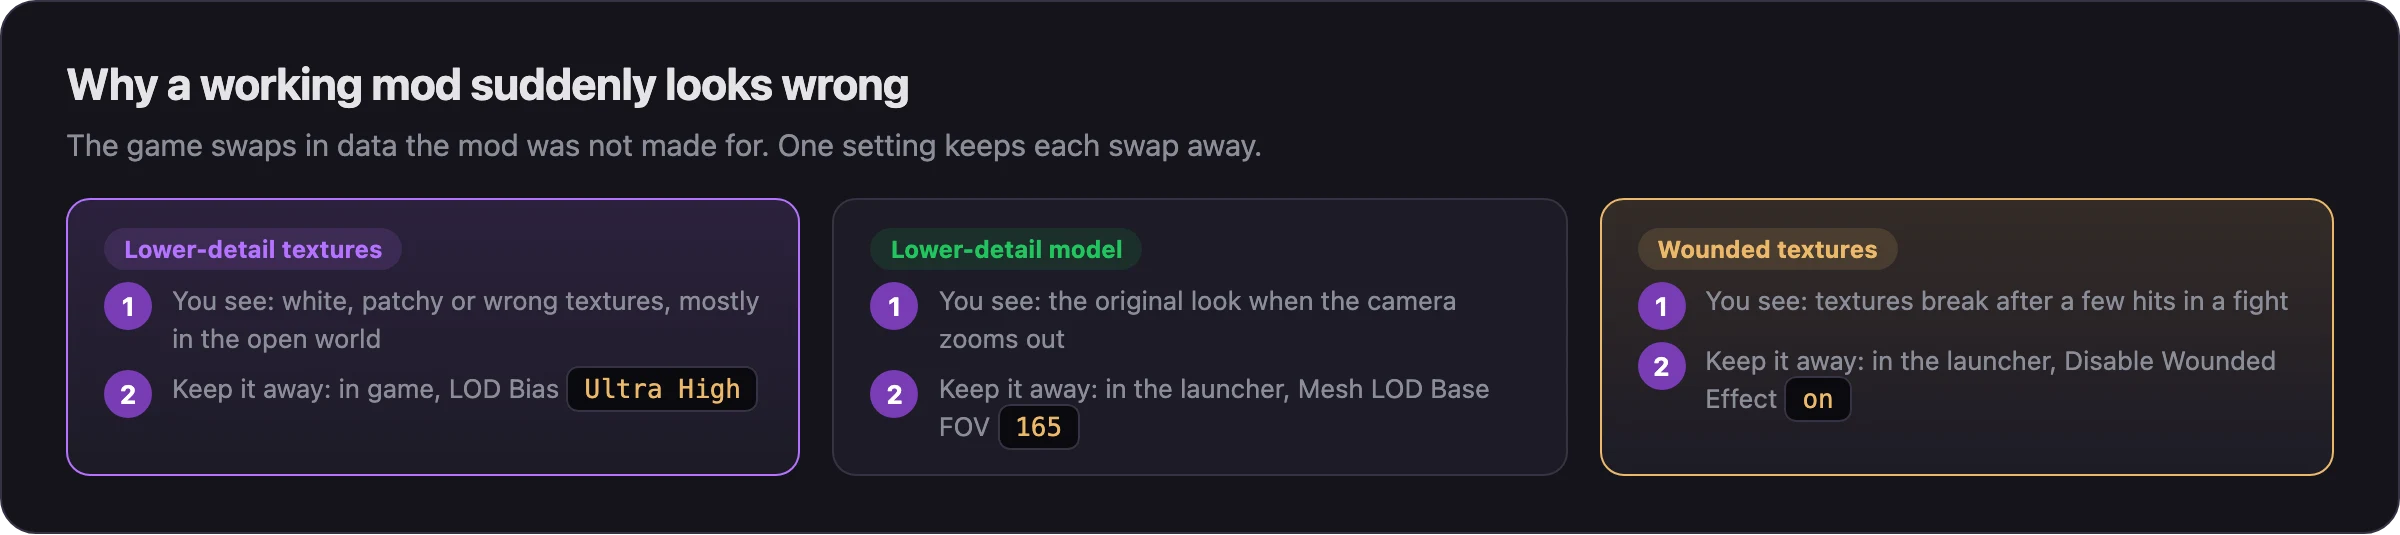 Why a working mod suddenly looks wrong
The game swaps in data the mod was not made for. One setting keeps each swap away.
Lower-detail textures
1 You see: white, patchy or wrong textures, mostly
in the open world
2 Keep it away: in game, LOD Bias Ultra High
Lower-detail model
1 You see: the original look when the camera
zooms out
2 Keep it away: in the launcher, Mesh LOD Base
FOV 165
Wounded textures
1 You see: textures break after a few hits in a fight
2 Keep it away: in the launcher, Disable Wounded
Effect on